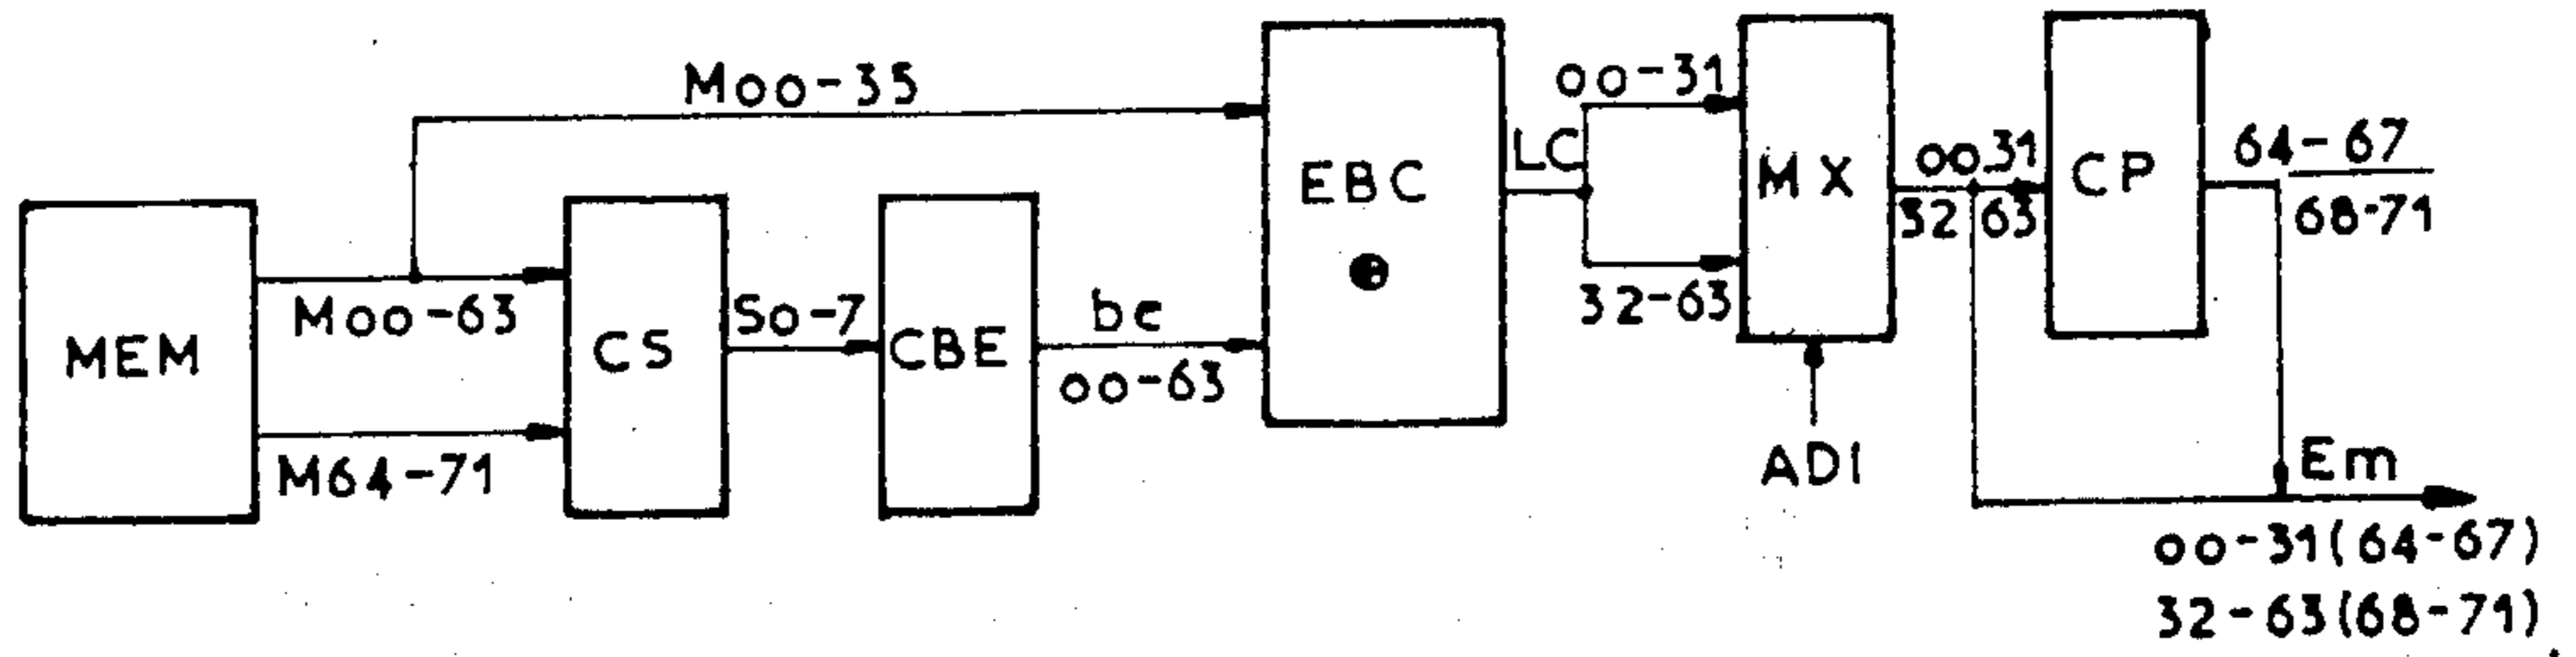 Moo-35
MEM
Moo-63
M64-71
CS
So-7
CBE
be
oo-63
EBC
LC
oo-31
32-63
MX
ADI
oo.31
32 63
CP
64-67
68-71
Em
oo-31(64-67)
32-63(68-71)